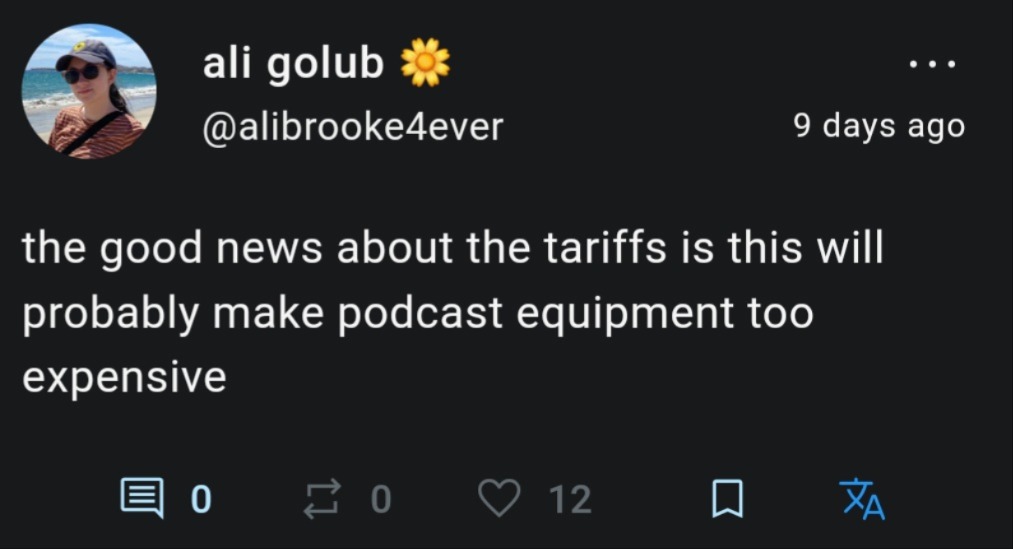 ali golub 🌼
@alibrooke4ever
9 days ago
the good news about the tariffs is this will
probably make podcast equipment too
expensive
0 0 12